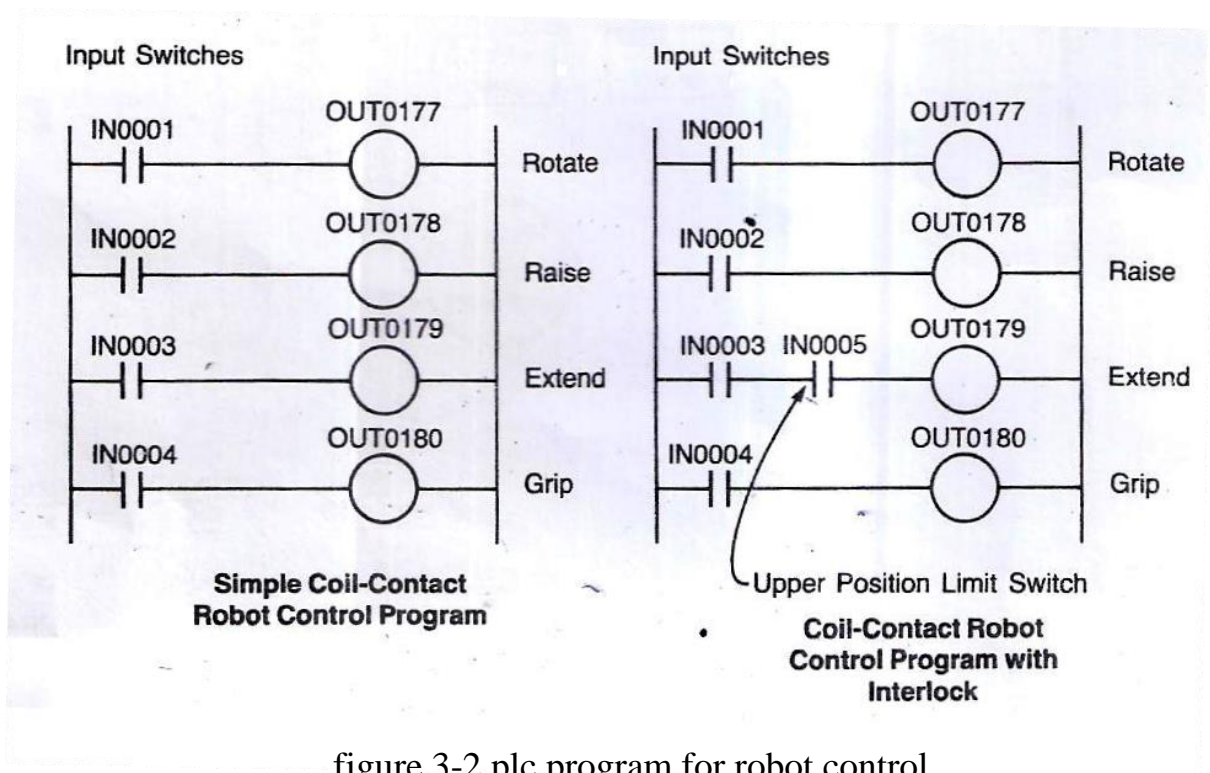 Input Switches
IN0001
OUT0177
Rotate
IN0002
OUT0178
Raise
IN0003
OUT0179
Extend
IN0004
OUT0180
Grip
Simple Coil-Contact
Robot Control Program
Input Switches
IN0001
OUT0177
Rotate
IN0002
OUT0178
Raise
IN0003 IN0005
OUT0179
Extend
IN0004
OUT0180
Grip
Upper Position Limit Switch
Coil-Contact Robot
Control Program with
Interlock
figure 3-2 plc program for robot control